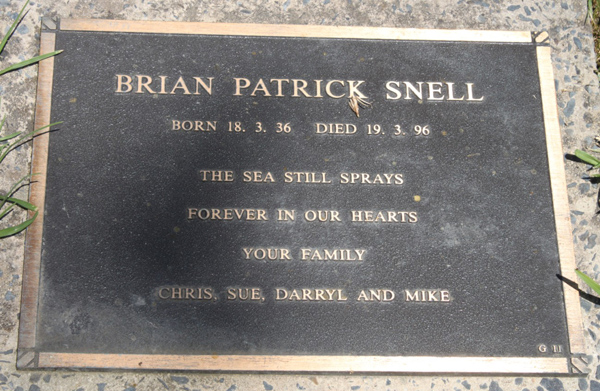 BRIAN PATRICK SNELL
BORN 18. 3. 36 DIED 19. 3. 96
THE SEA STILL SPRAYS
FOREVER IN OUR HEARTS
YOUR FAMILY
CHRIS, SUE, DARRYL AND MIKE
G 11